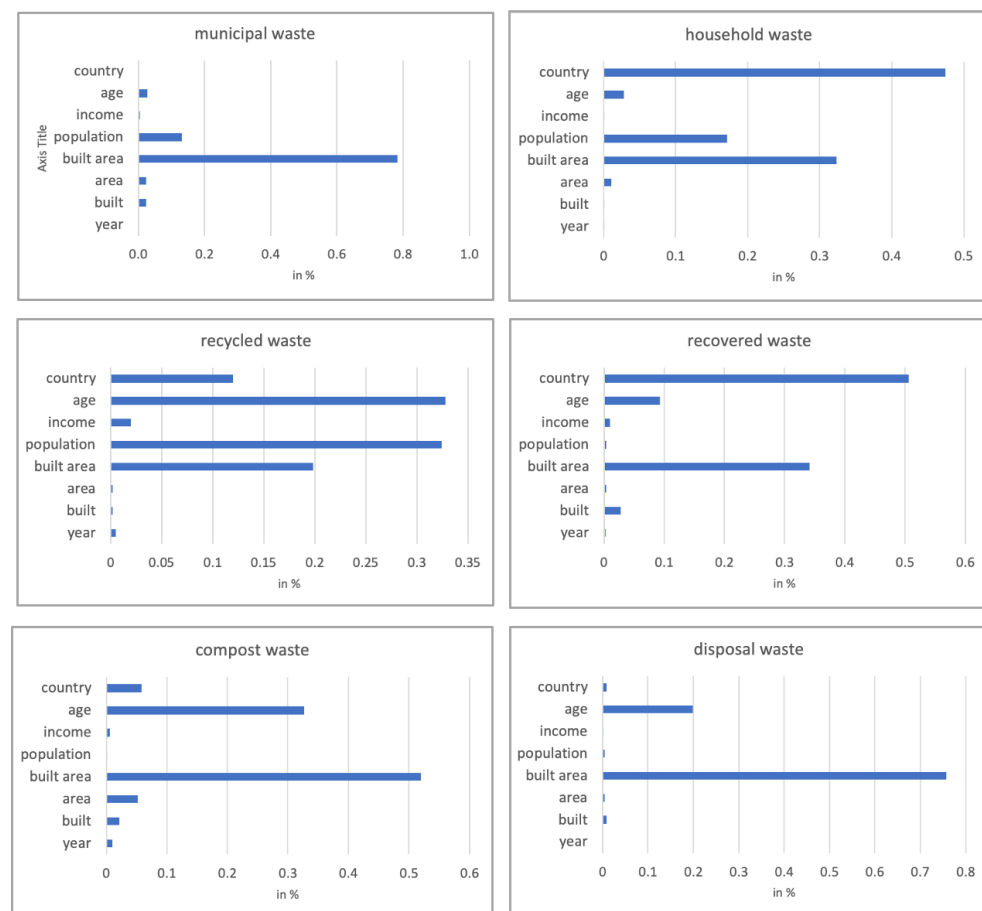 municipal waste
Axis Title
country
age
income
population
built area
area
built
year
0.0 0.2 0.4 0.6 0.8 1.0
in %
household waste
country
age
income
population
built area
area
built
year
0 0.1 0.2 0.3 0.4 0.5
in %
recycled waste
country
age
income
population
built area
area
built
year
0 0.05 0.1 0.15 0.2 0.25 0.3 0.35
in %
recovered waste
country
age
income
population
built area
area
built
year
0 0.1 0.2 0.3 0.4 0.5 0.6
in %
compost waste
country
age
income
population
built area
area
built
year
0 0.1 0.2 0.3 0.4 0.5 0.6
in %
disposal waste
country
age
income
population
built area
area
built
year
0 0.1 0.2 0.3 0.4 0.5 0.6 0.7 0.8
in %